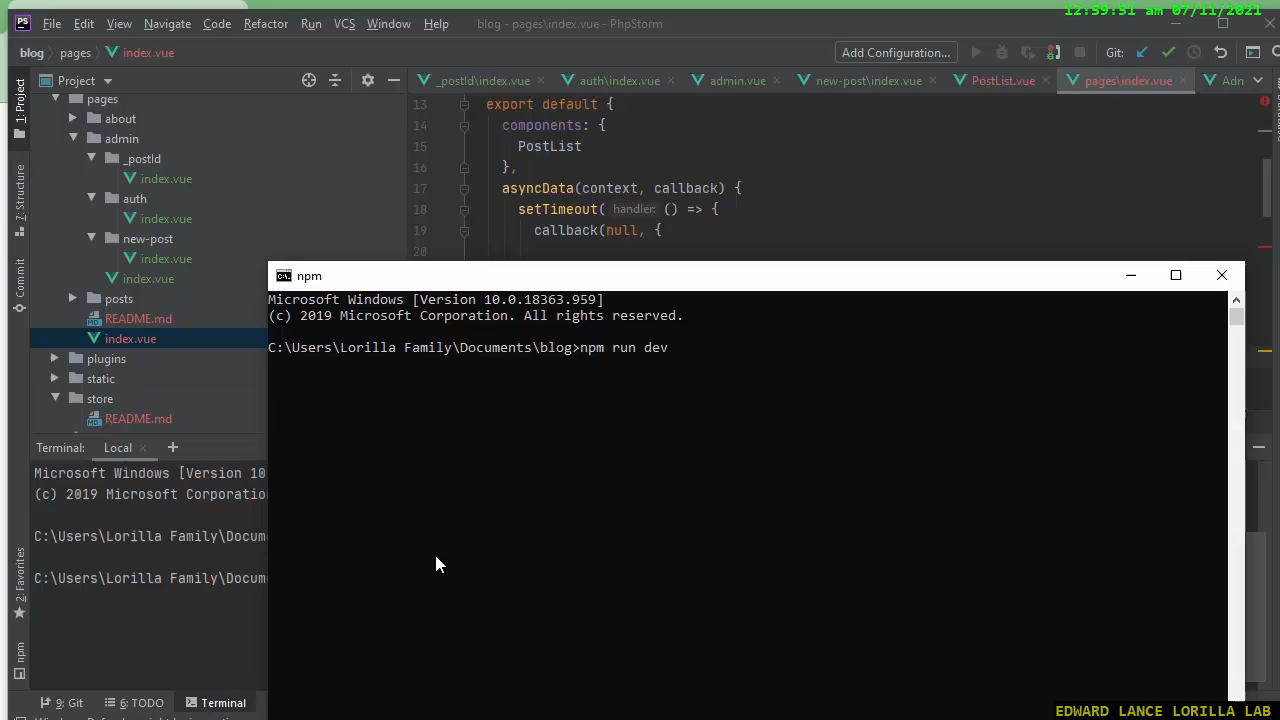 12:59:51 am 07/11/2021
PS File Edit View Navigate Code Refactor Run VCS Window Help blog - pages\index.vue - PhpStorm
blog pages index.vue Add Configuration... Git:
1: Project Project _postId\index.vue auth\index.vue admin.vue new-post\index.vue PostList.vue pages\index.vue Adn
pages
about
admin
_postId
index.vue
auth
index.vue
new-post
index.vue
index.vue
posts
README.md
index.vue
plugins
static
store
README.md
13 export default {
14 components: {
15 PostList
16 },
17 asyncData(context, callback) {
18 setTimeout( handler: () => {
19 callback(null, {
20
7: Structure
Commit
2: Favorites
npm
Terminal: Local +
Microsoft Windows [Version 10
(c) 2019 Microsoft Corporatio
C:\Users\Lorilla Family\Docum
C:\Users\Lorilla Family\Docum
npm
Microsoft Windows [Version 10.0.18363.959]
(c) 2019 Microsoft Corporation. All rights reserved.
C:\Users\Lorilla Family\Documents\blog>npm run dev
9: Git 6: TODO Terminal
EDWARD LANCE LORILLA LAB